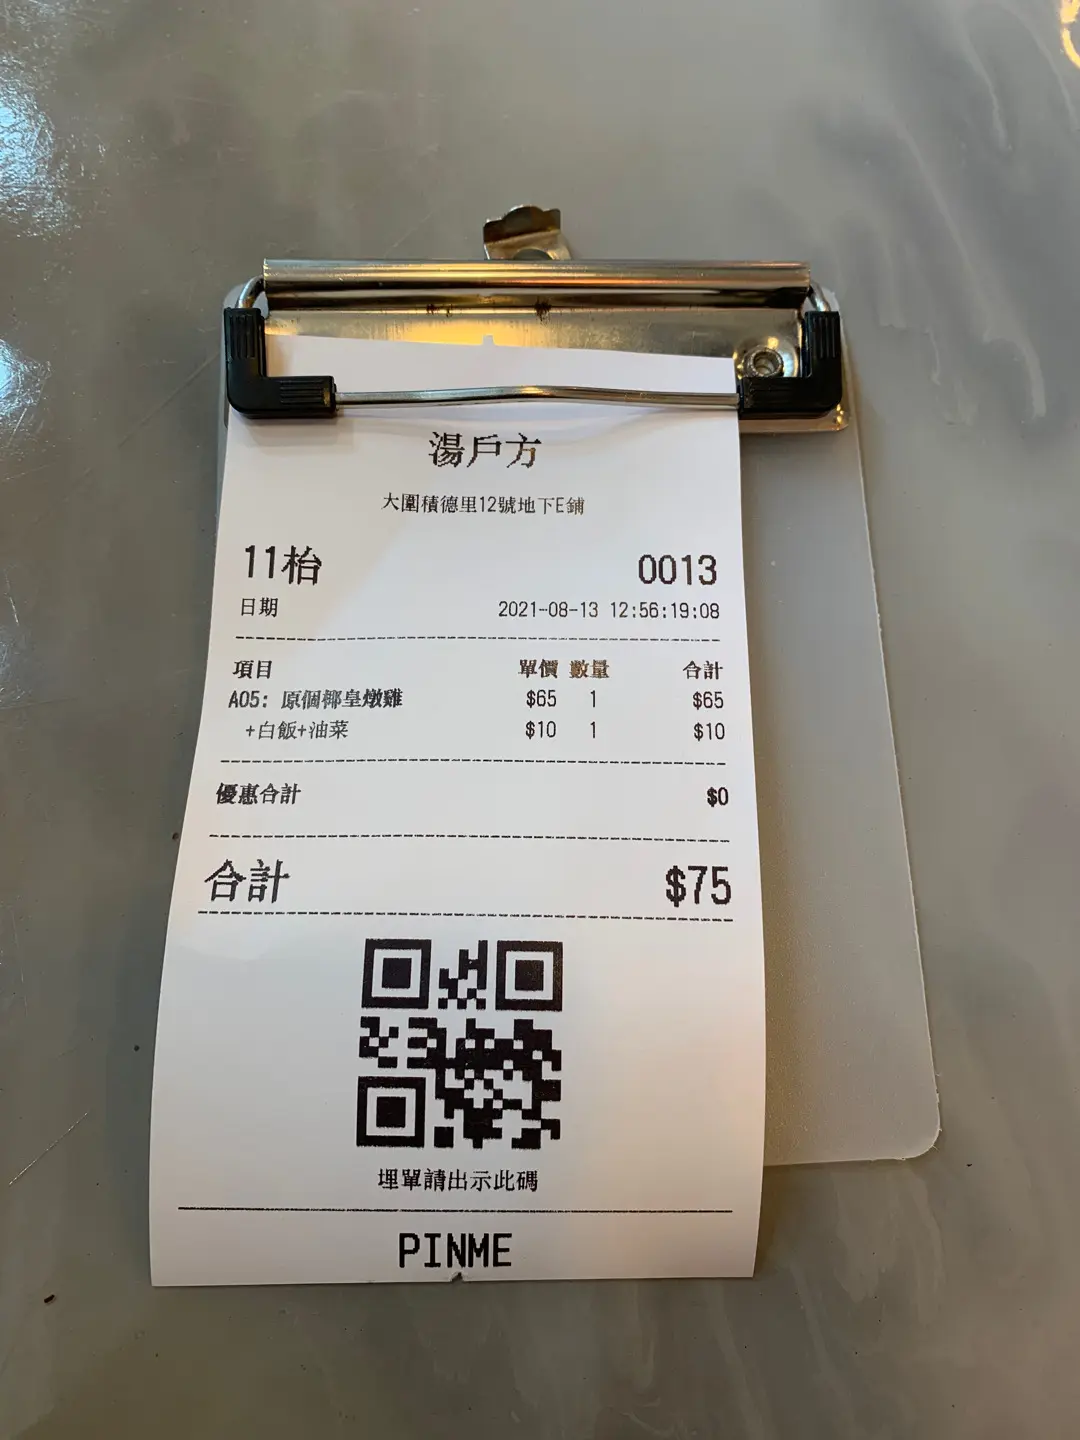 湯戶方
大圍積德里12號地下E鋪
11枱 0013
日期 2021-08-13 12:56:19:08
項目 單價 數量 合計
A05: 原個椰皇燉雞 $65 1 $65
+白飯+油菜 $10 1 $10
優惠合計 $0
合計 $75
埋單請出示此碼
PINME